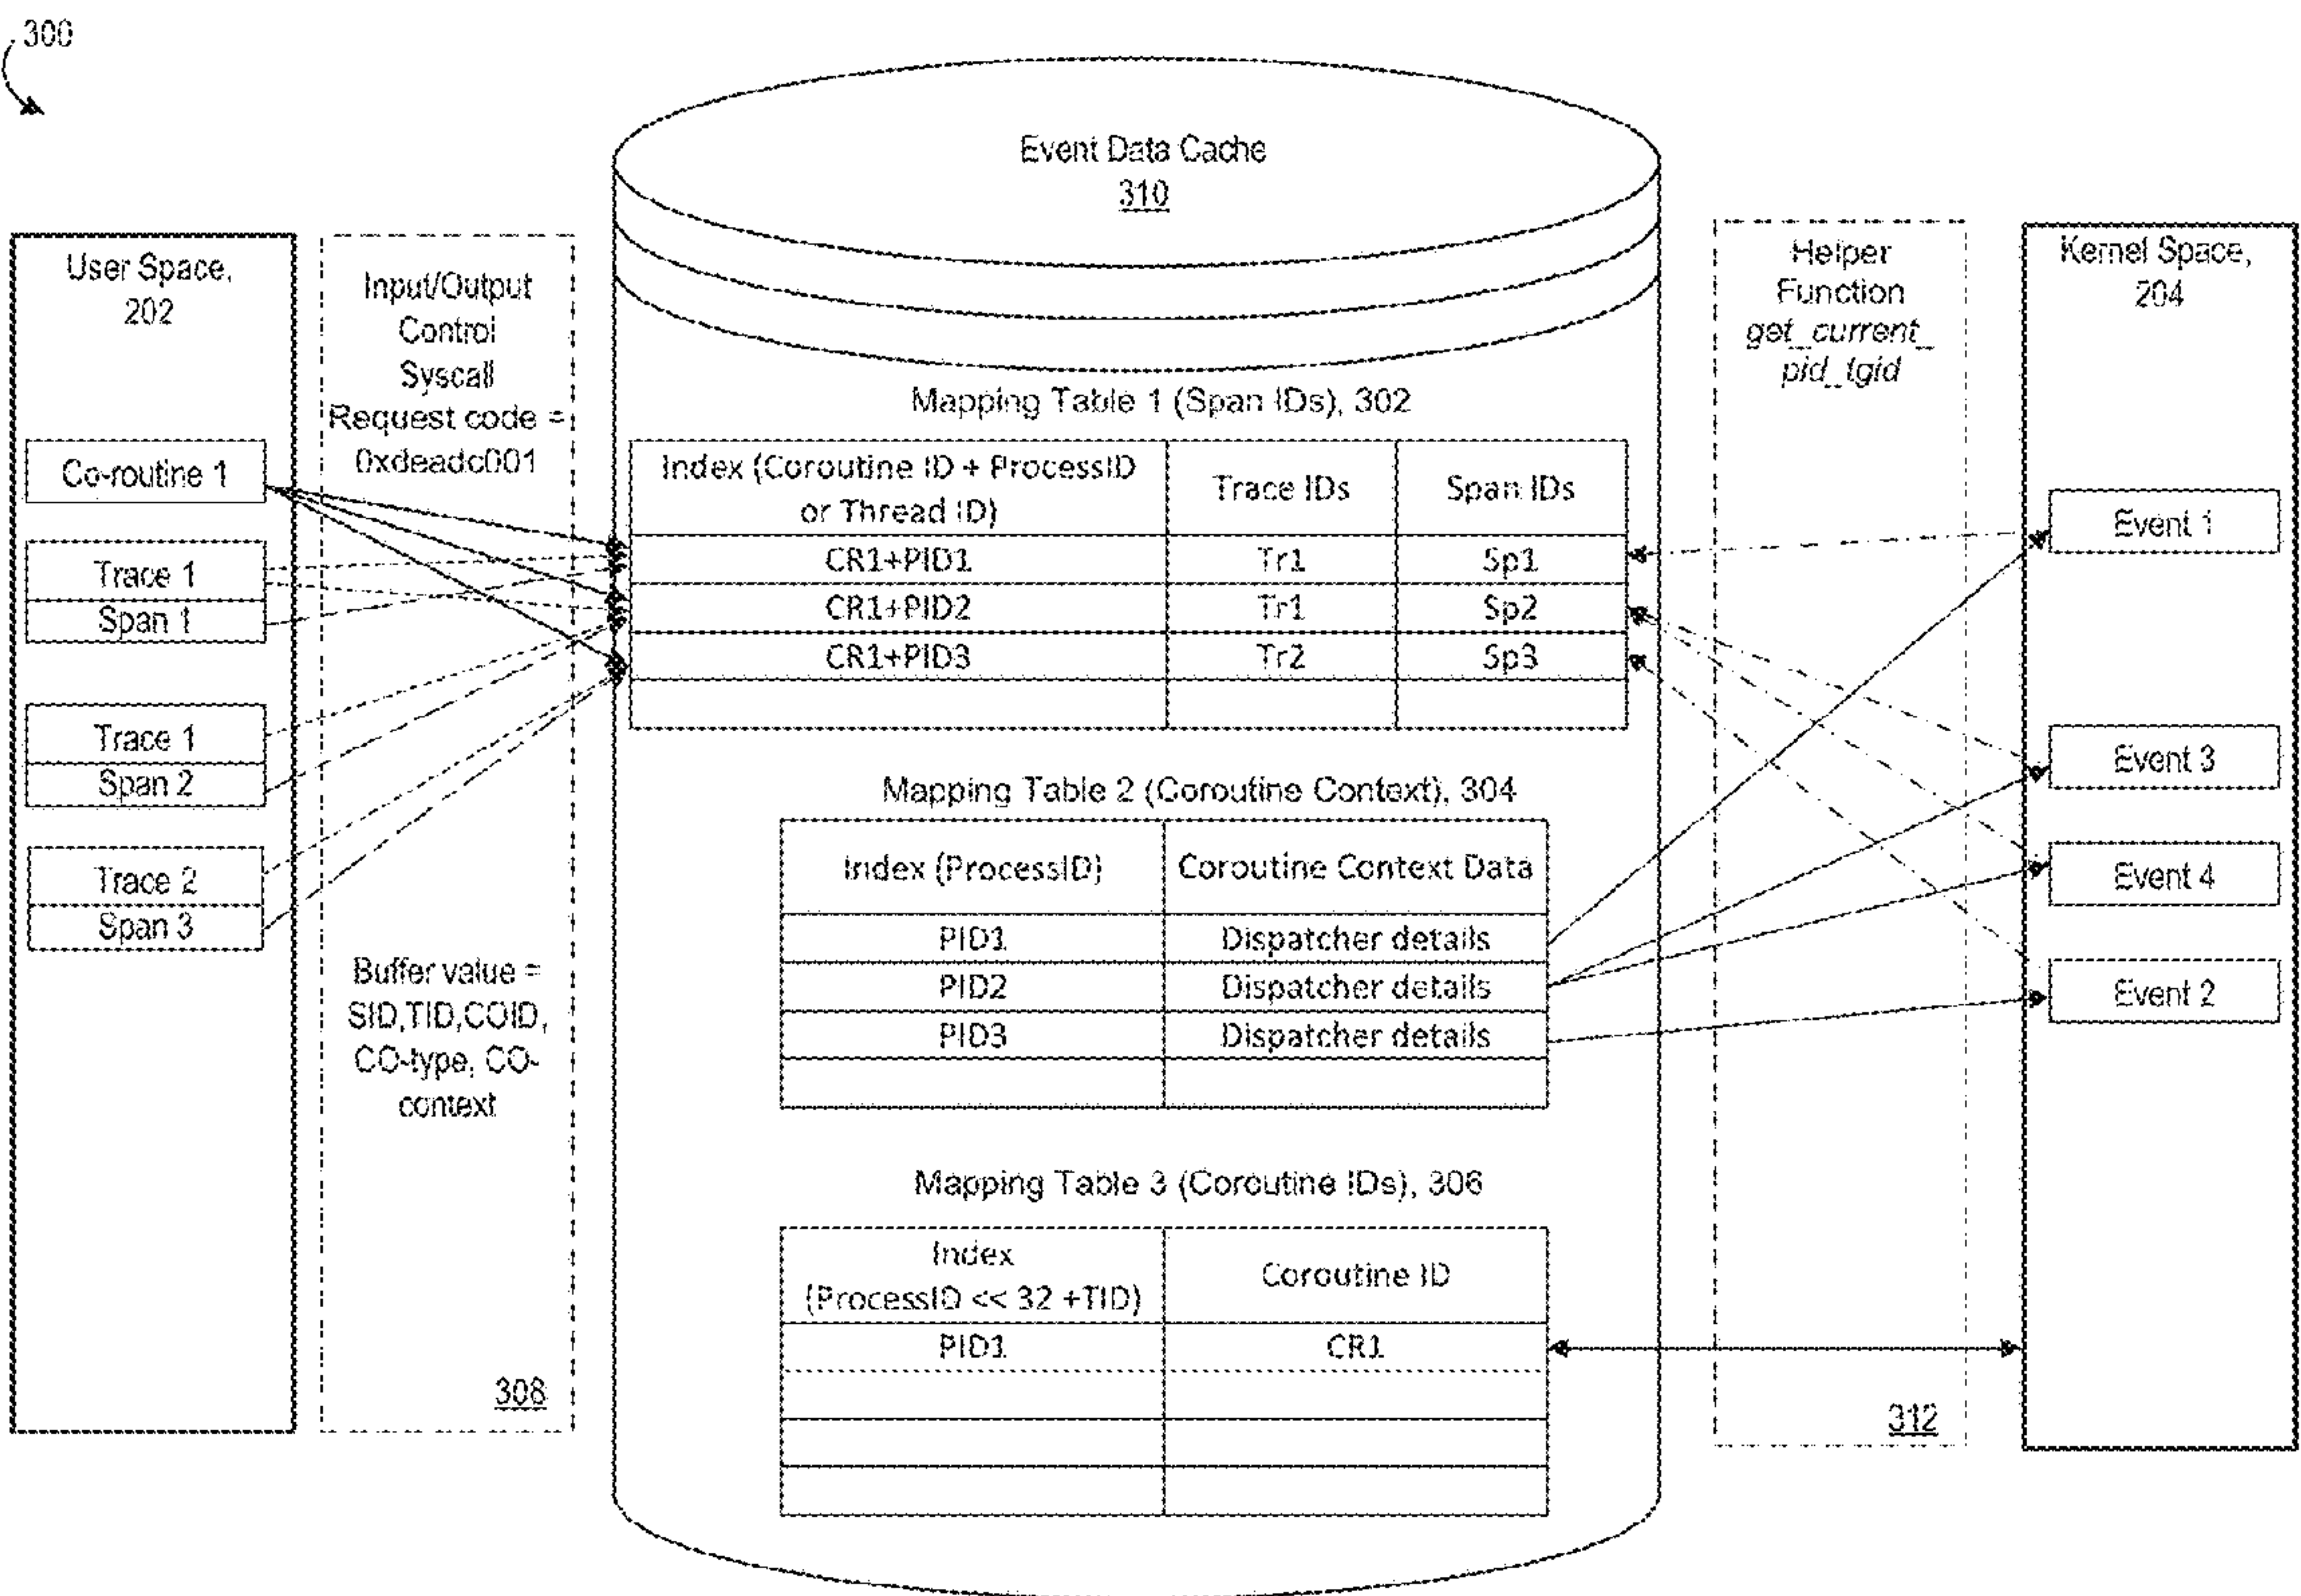 300
Event Data Cache
310
User Space,
202
Co-routine 1
Trace 1
Span 1
Trace 1
Span 2
Trace 2
Span 3
Input/Output
Control
Syscall
Request code =
0xdeadc001
Buffer value =
SID,TID,COID,
CO-type, CO-
context
308
Mapping Table 1 (Span IDs), 302
Index (Coroutine ID + ProcessID
or Thread ID)
Trace IDs
Span IDs
CR1+PID1
Tr1
Sp1
CR1+PID2
Tr1
Sp2
CR1+PID3
Tr2
Sp3
Mapping Table 2 (Coroutine Context), 304
Index (ProcessID)
Coroutine Context Data
PID1
Dispatcher details
PID2
Dispatcher details
PID3
Dispatcher details
Mapping Table 3 (Coroutine IDs), 306
Index
(ProcessID << 32 +TID)
Coroutine ID
PID1
CR1
Helper
Function
get_current_
pid_tgid
312
Kernel Space,
204
Event 1
Event 3
Event 4
Event 2